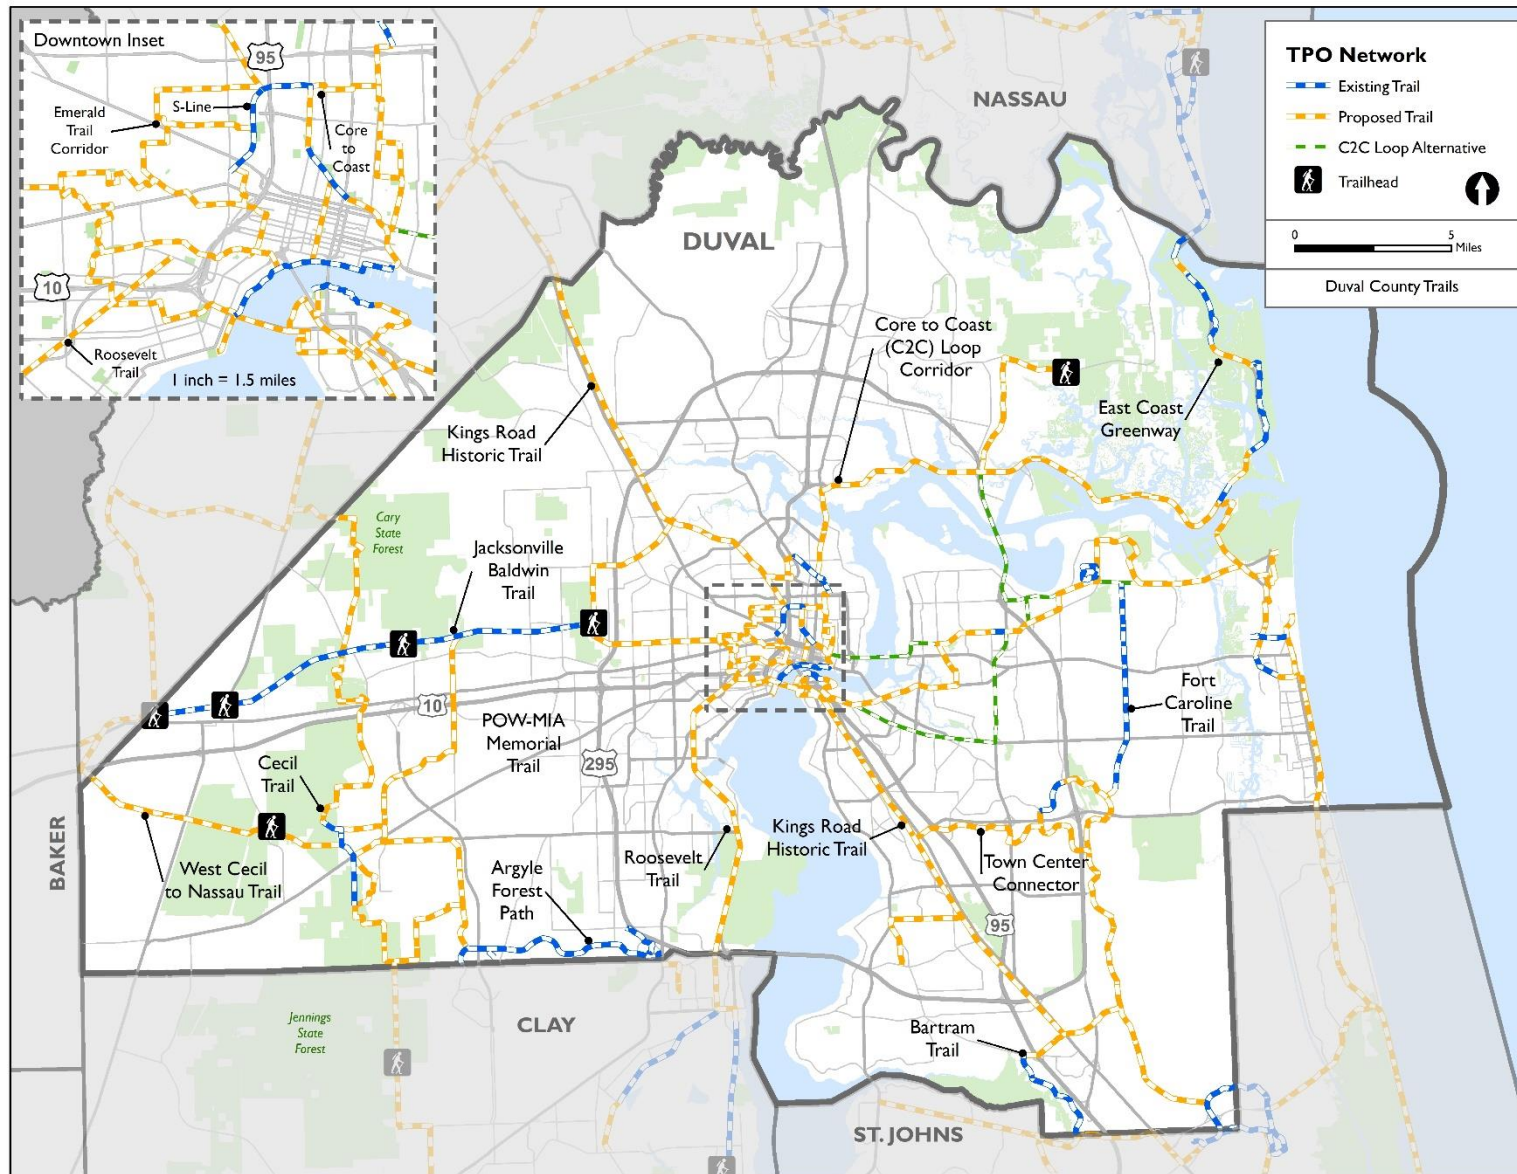 Downtown Inset
95
S-Line
Emerald
Trail
Corridor
Core
to
Coast
10
Roosevelt
Trail
1 inch = 1.5 miles
TPO Network
Existing Trail
Proposed Trail
C2C Loop Alternative
Trailhead
0
5
Miles
Duval County Trails
NASSAU
DUVAL
Core to Coast
(C2C) Loop
Corridor
East Coast
Greenway
Kings Road
Historic Trail
Cary
State
Forest
Jacksonville
Baldwin
Trail
10
POW-MIA
Memorial
Trail
295
Fort
Caroline
Trail
Cecil
Trail
BAKER
West Cecil
to Nassau Trail
Argyle
Forest
Path
Roosevelt
Trail
Kings Road
Historic Trail
Town Center
Connector
95
Jennings
State
Forest
CLAY
Bartram
Trail
ST. JOHNS